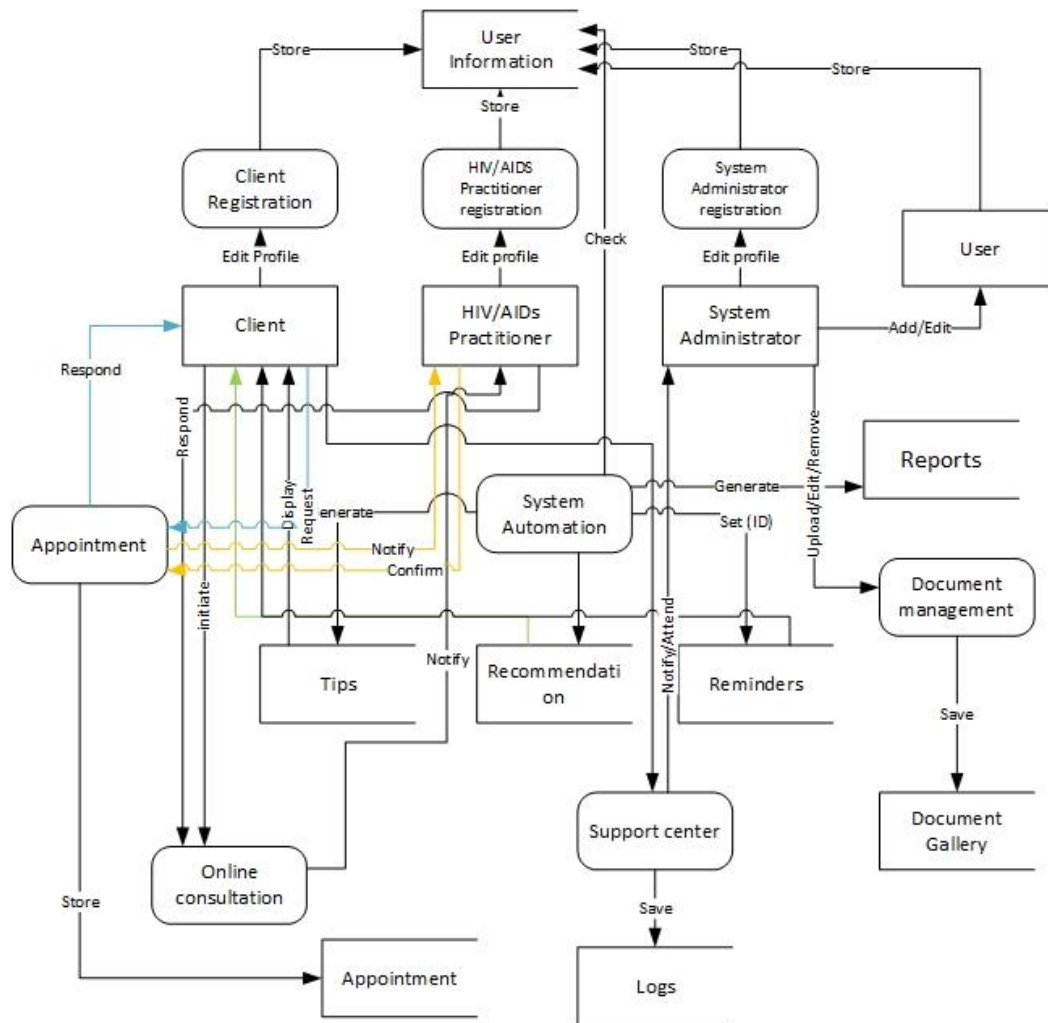 User
Information
Store
Store
Store
Store
Client
Registration
HIV/AIDS
Practitioner
registration
System
Administrator
registration
User
Check
Edit Profile
Edit profile
Edit profile
Client
HIV/AIDs
Practitioner
System
Administrator
Add/Edit
Respond
Respond
Display
Request
Upload/Edit/Remove
Reports
Generate
System
Automation
enerate
Set (ID)
Appointment
Notify
Confirm
initiate
Document
management
Notify
Notify/Attend
Tips
Recommendati
on
Reminders
Save
Support center
Document
Gallery
Online
consultation
Store
Save
Appointment
Logs